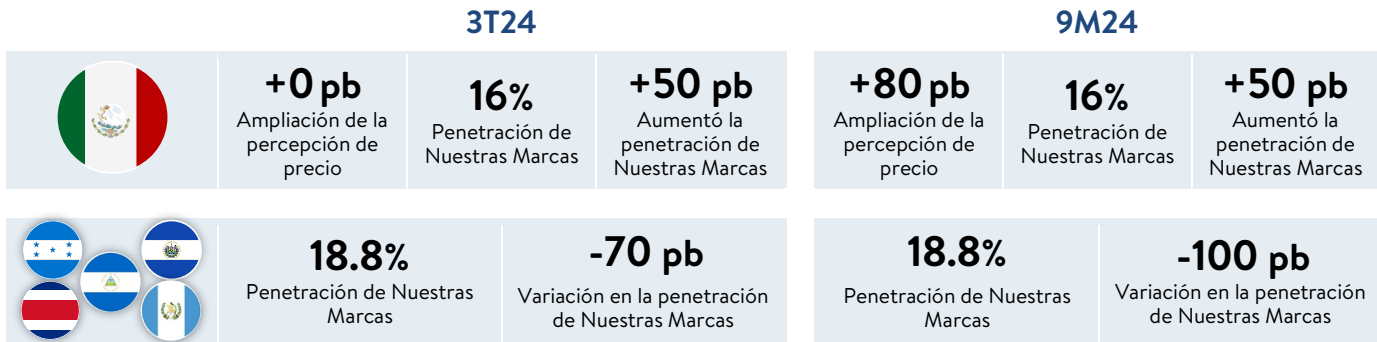 3T24
+0 pb
Ampliación de la
percepción de
precio
16%
Penetración de
Nuestras Marcas
+50 pb
Aumentó la
penetración de
Nuestras Marcas
18.8%
Penetración de Nuestras
Marcas
-70 pb
Variación en la penetración
de Nuestras Marcas
9M24
+80 pb
Ampliación de la
percepción de
precio
16%
Penetración de
Nuestras Marcas
+50 pb
Aumentó la
penetración de
Nuestras Marcas
18.8%
Penetración de Nuestras
Marcas
-100 pb
Variación en la penetración
de Nuestras Marcas